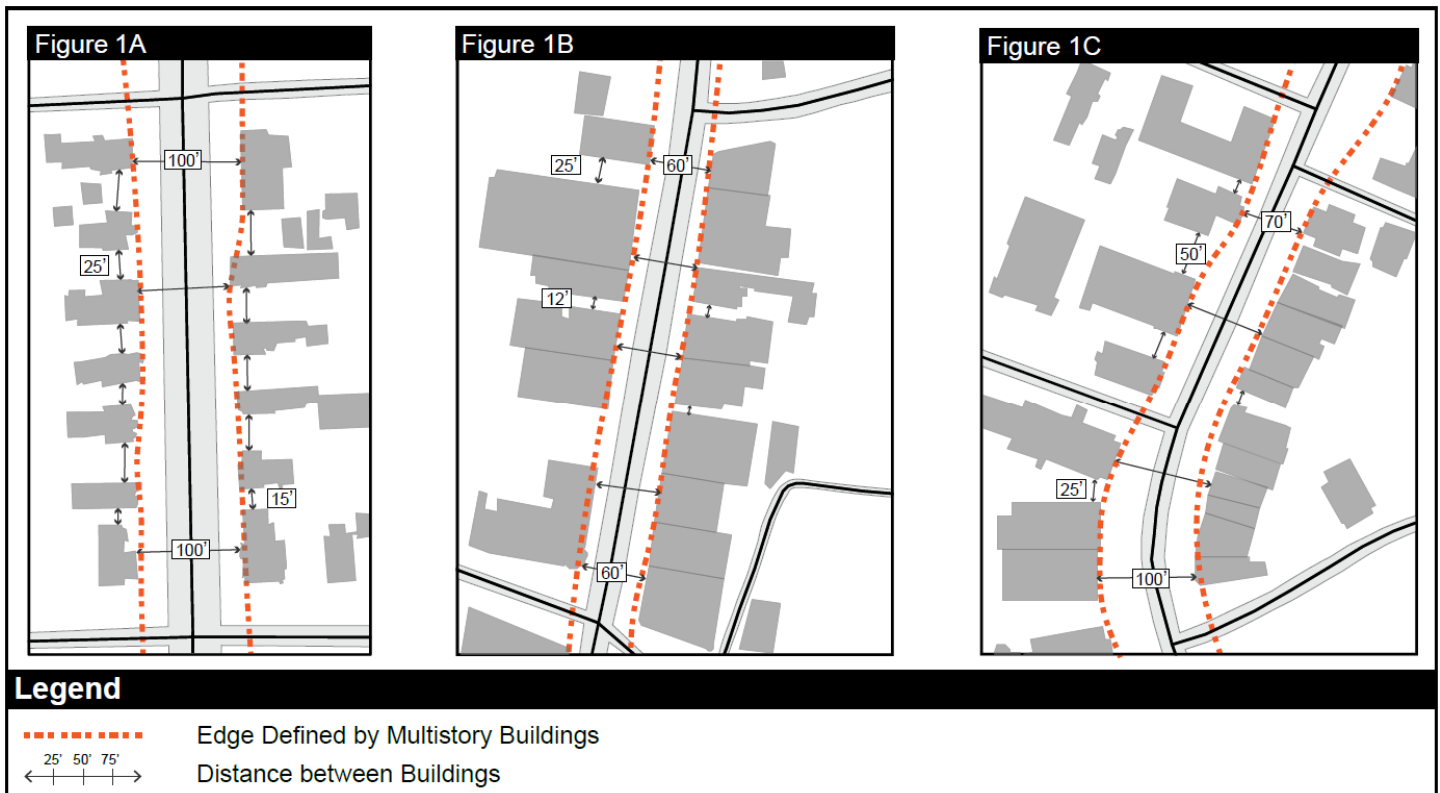 Figure 1A
100'
25'
15'
100'
Figure 1B
25'
60'
12'
60'
Figure 1C
70'
50'
25'
100'
Legend
Edge Defined by Multistory Buildings
25' 50' 75'
Distance between Buildings